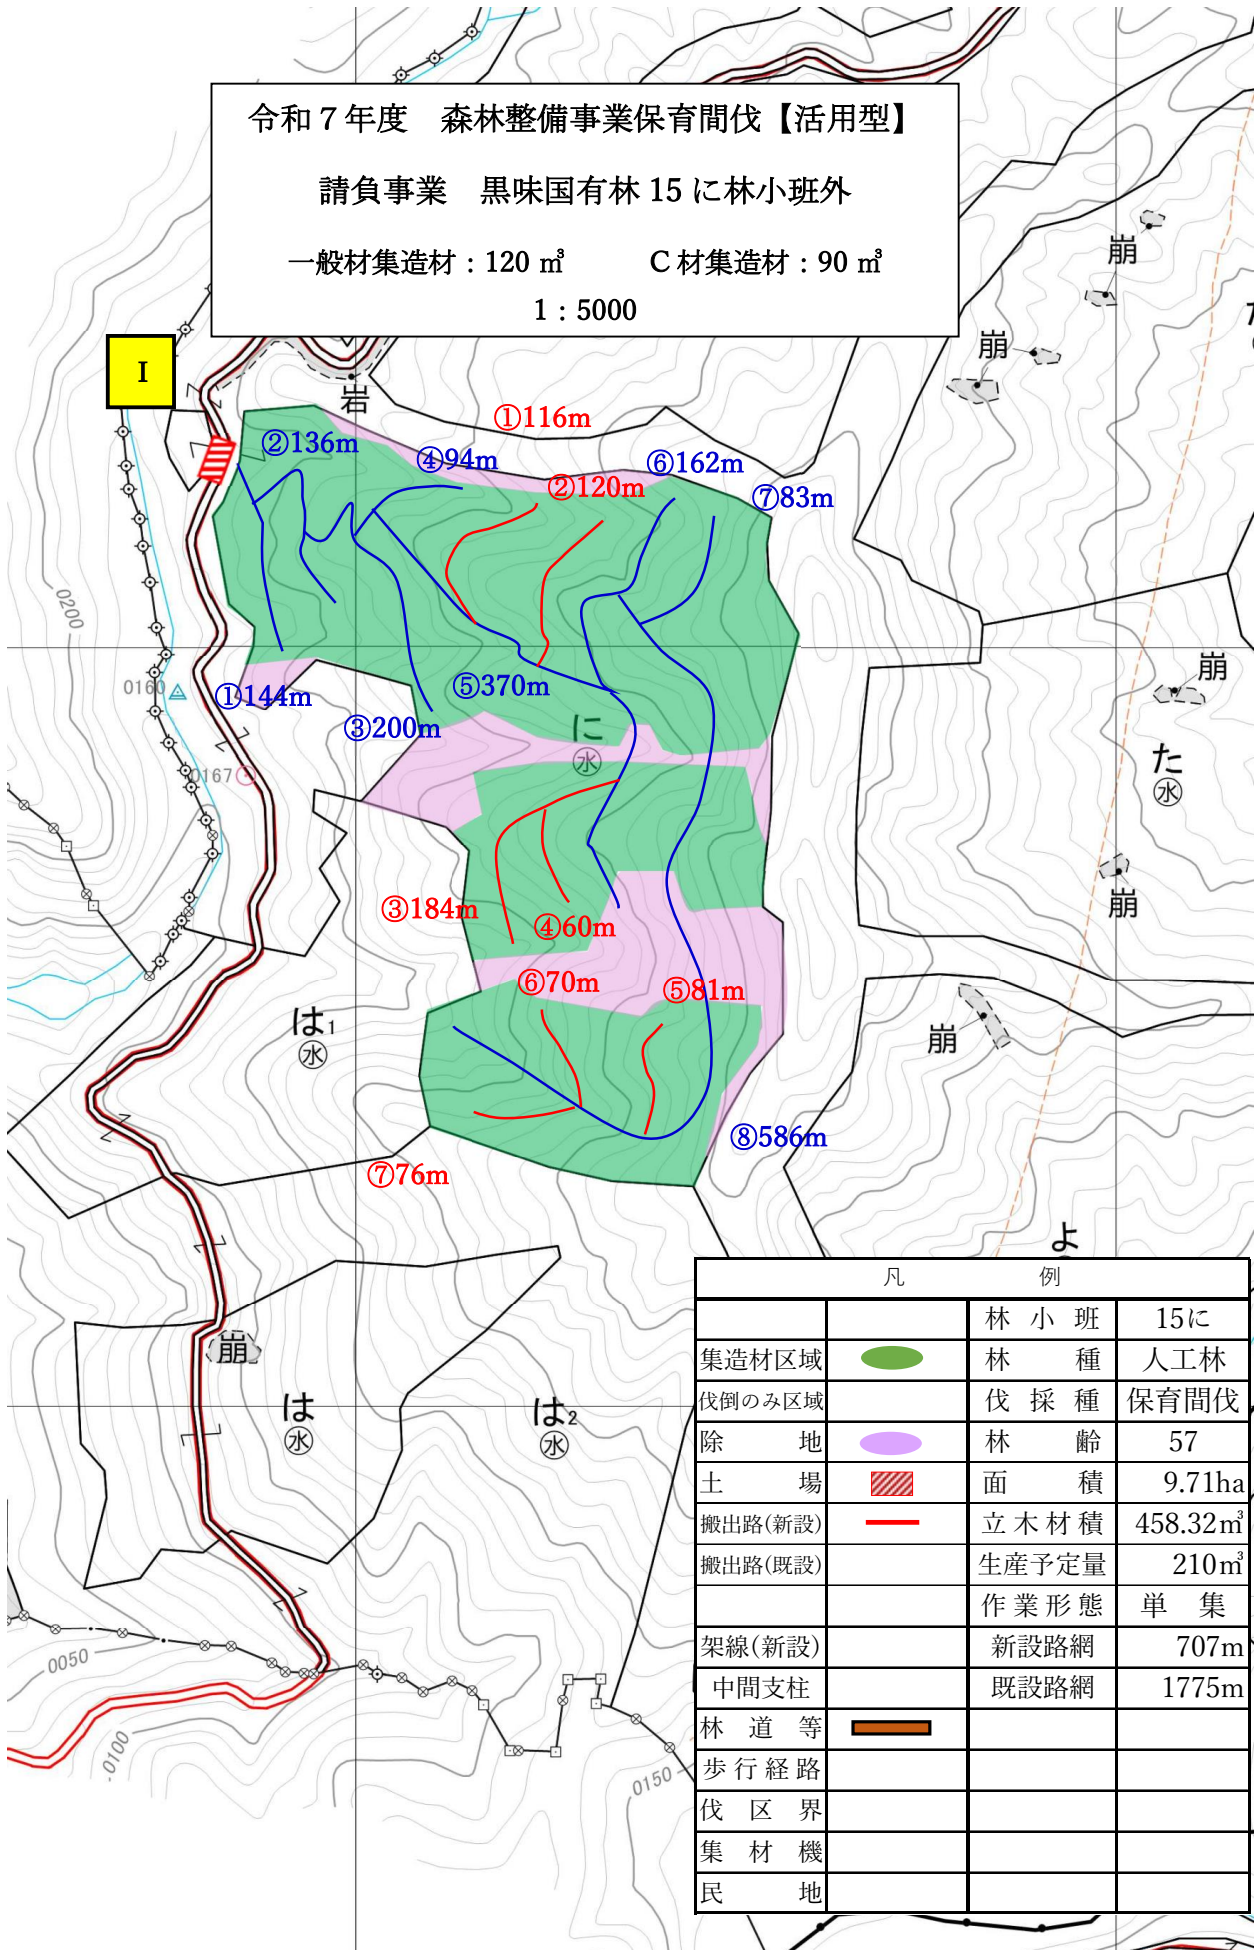 令和7年度 森林整備事業保育間伐【活用型】
請負事業 黒味国有林 15 に林小班外
一般材集造材：120 ㎥ C 材集造材：90 ㎥
1：5000
I
岩
崩
崩
①116m
②136m
④94m
⑥162m
②120m
⑦83m
0200
0160
①144m
⑤370m
③200m
に
水
崩
た
水
0167
崩
③184m
④60m
⑥70m
⑤81m
は1
水
崩
⑧586m
⑦76m
よ
崩
は
水
は2
水
0050
0100
0150
凡 例
林小班 15に
集造材区域 林種 人工林
伐倒のみ区域 伐採種 保育間伐
除地 林齢 57
土場 面積 9.71ha
搬出路(新設) 立木材積 458.32㎥
搬出路(既設) 生産予定量 210㎥
作業形態 単集
架線(新設) 新設路網 707m
中間支柱 既設路網 1775m
林道等
歩行経路
伐区界
集材機
民地